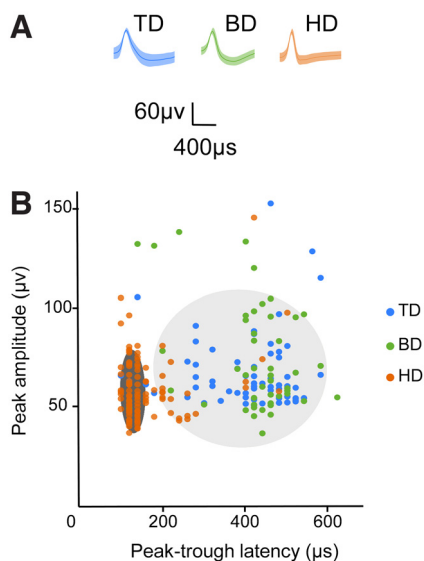 A
TD BD HD
60μv
400μs
B
150
100
50
0
200
400
600
Peak amplitude (μv)
Peak-trough latency (μs)
TD
BD
HD